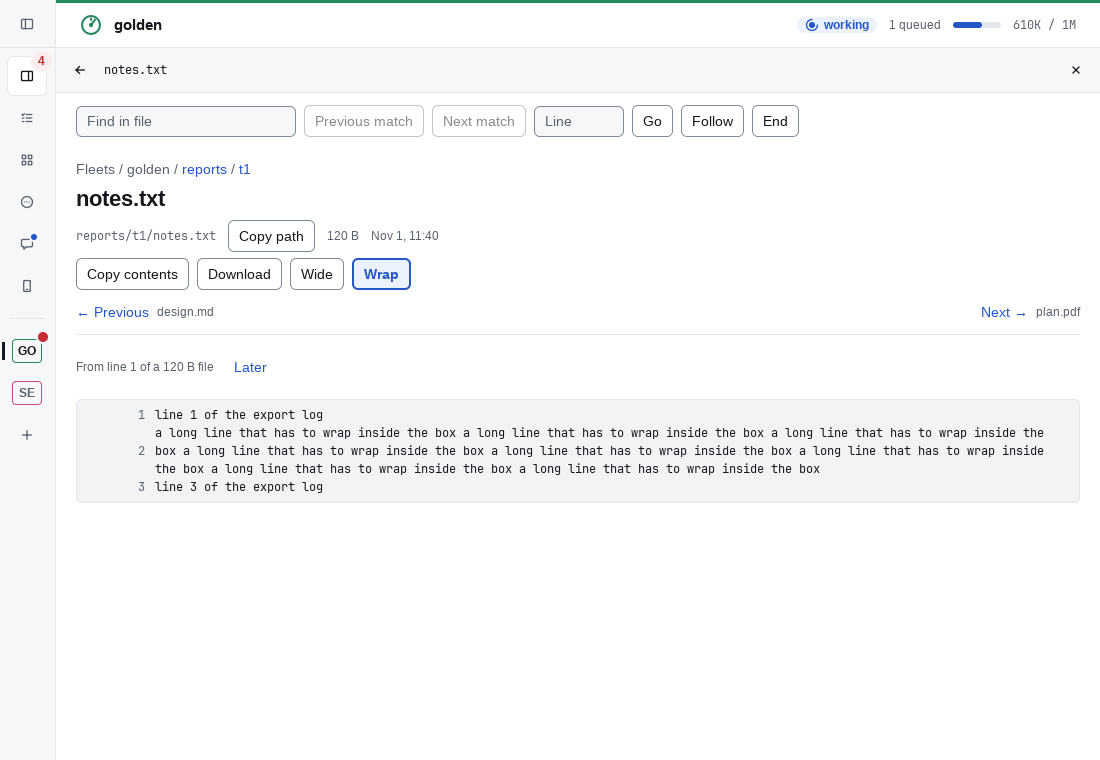 golden
working
1 queued
610K / 1M
4
notes.txt
Find in file
Previous match
Next match
Line
Go
Follow
End
Fleets / golden / reports / t1
notes.txt
reports/t1/notes.txt
Copy path
120 B
Nov 1, 11:40
Copy contents
Download
Wide
Wrap
← Previous design.md
Next → plan.pdf
GO
SE
From line 1 of a 120 B file
Later
1 line 1 of the export log
a long line that has to wrap inside the box a long line that has to wrap inside the box a long line that has to wrap inside the
2 box a long line that has to wrap inside the box a long line that has to wrap inside the box a long line that has to wrap inside
the box a long line that has to wrap inside the box a long line that has to wrap inside the box
3 line 3 of the export log